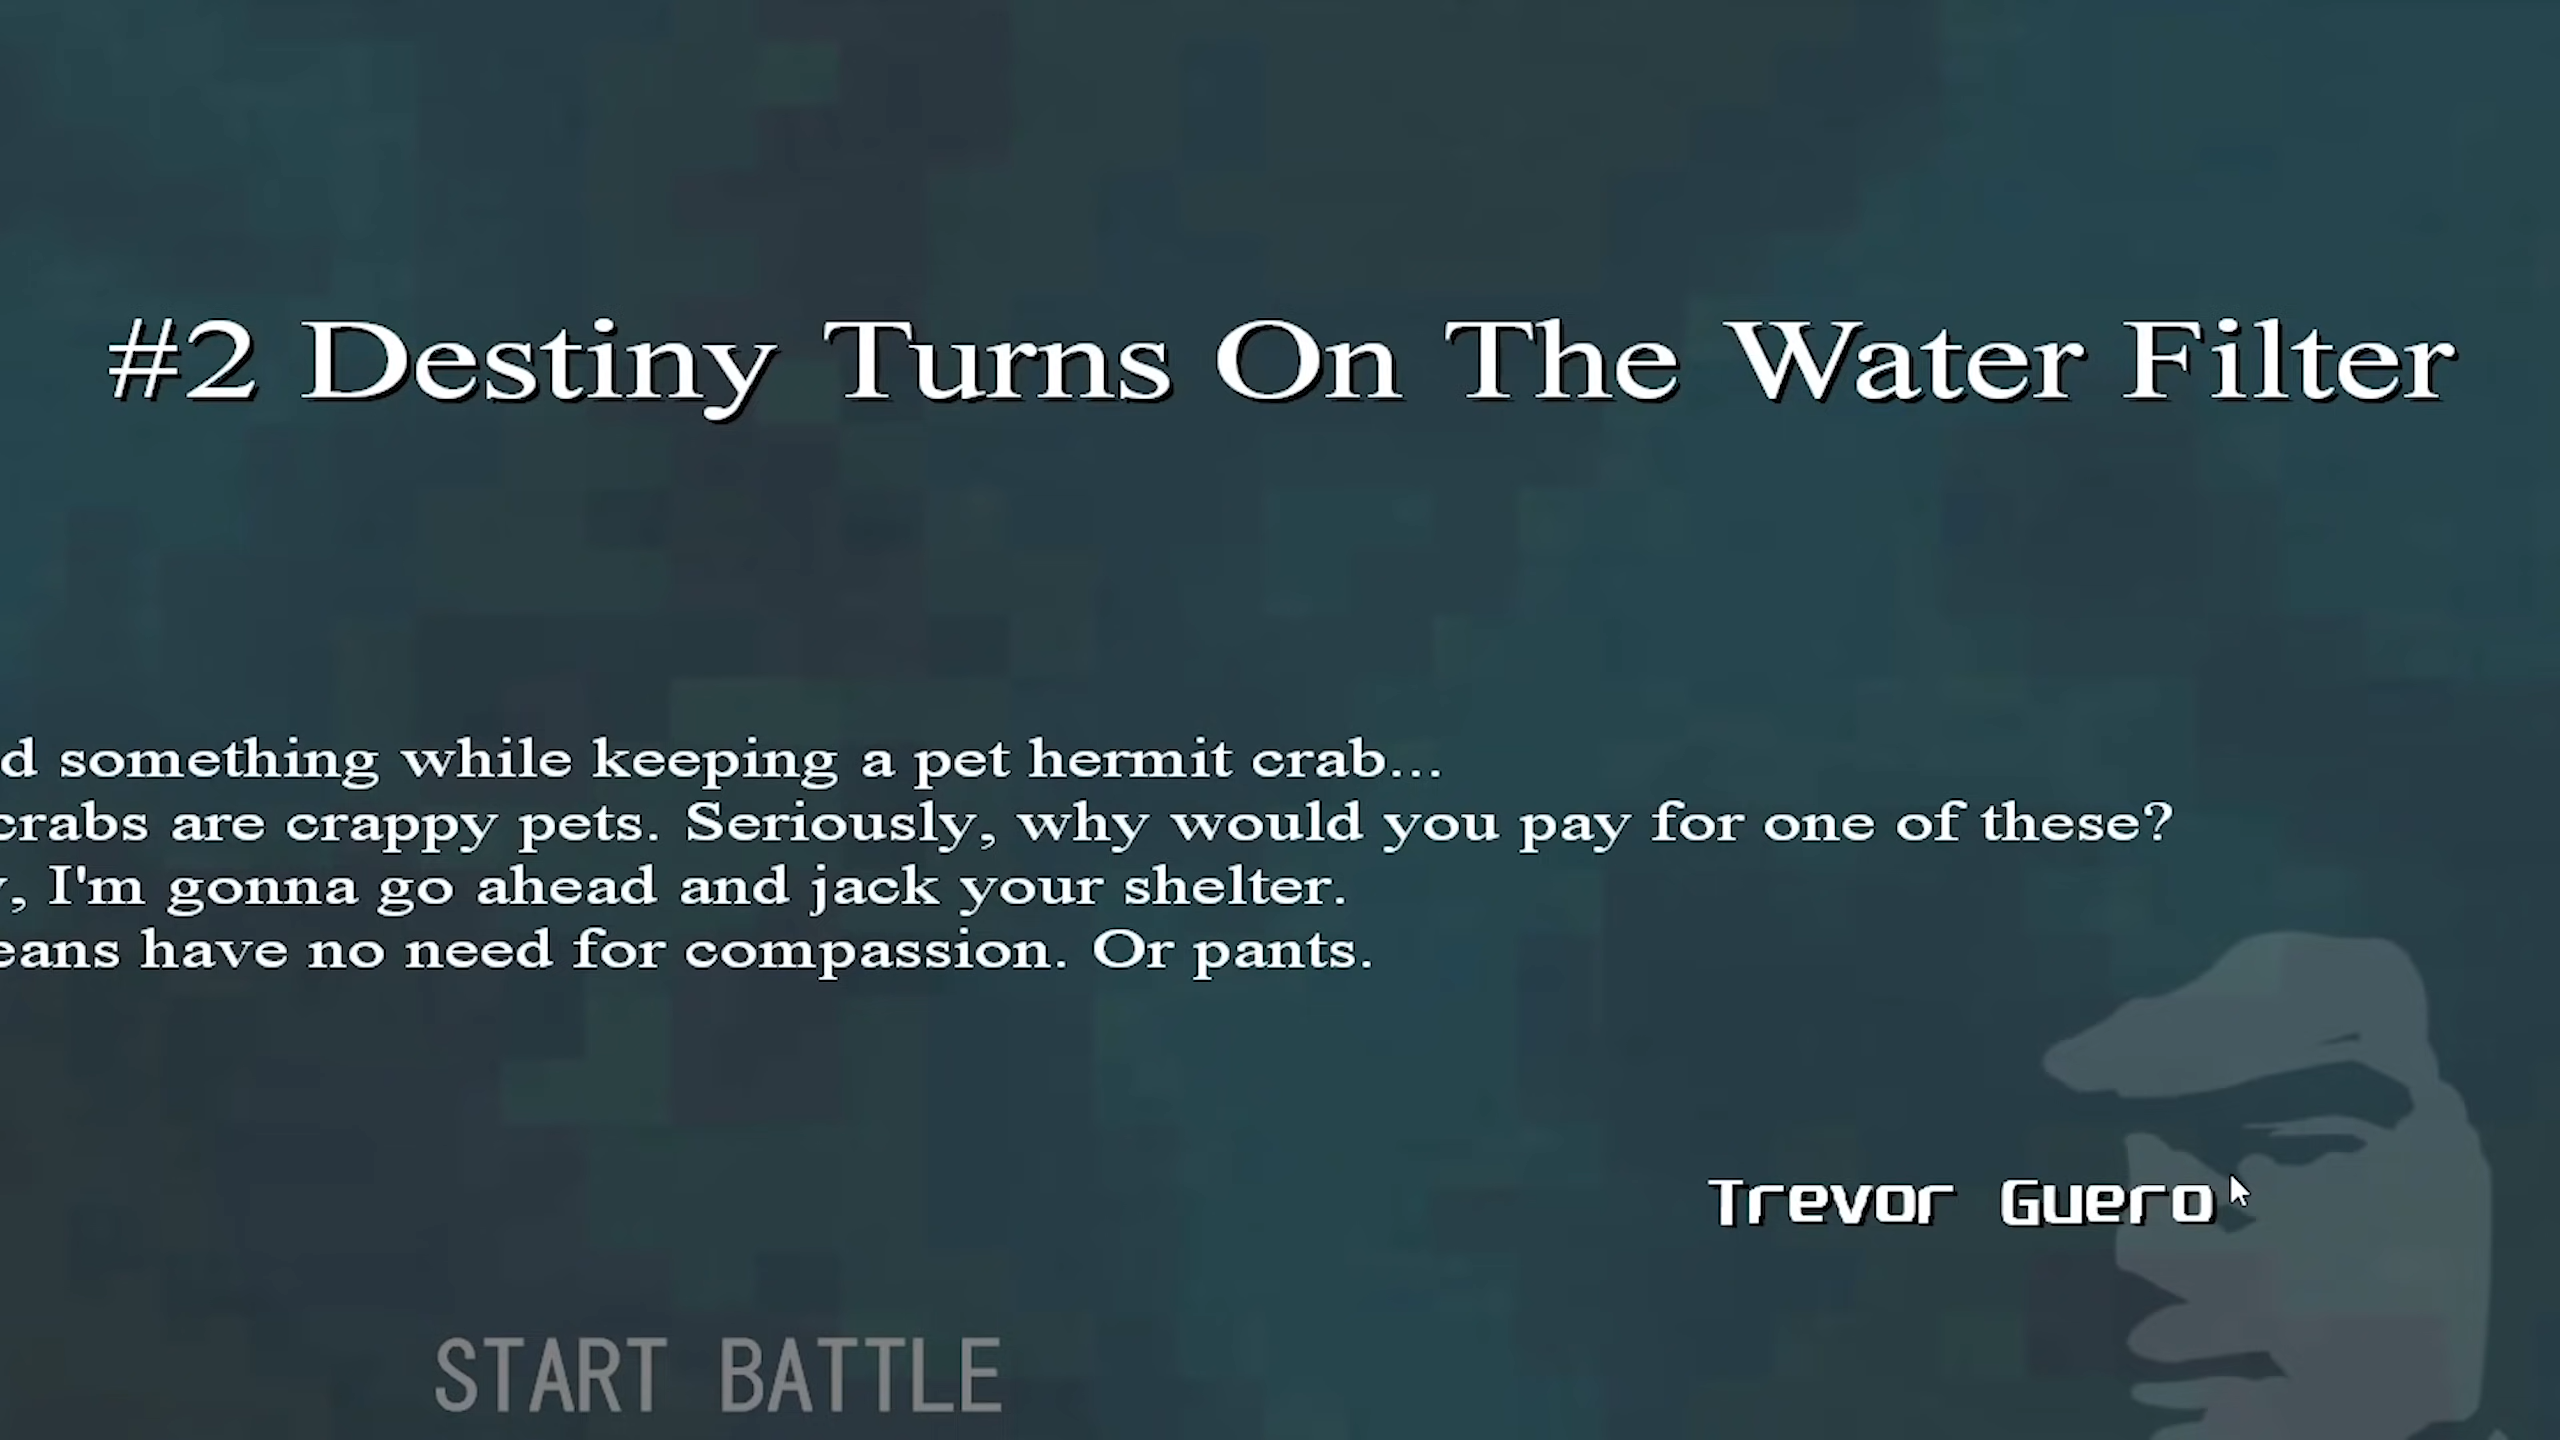 #2 Destiny Turns On The Water Filter
something while keeping a pet hermit crab...
crabs are crappy pets. Seriously, why would you pay for one of these?
I'm gonna go ahead and jack your shelter.
have no need for compassion. Or pants.
Trevor Guero
START BATTLE